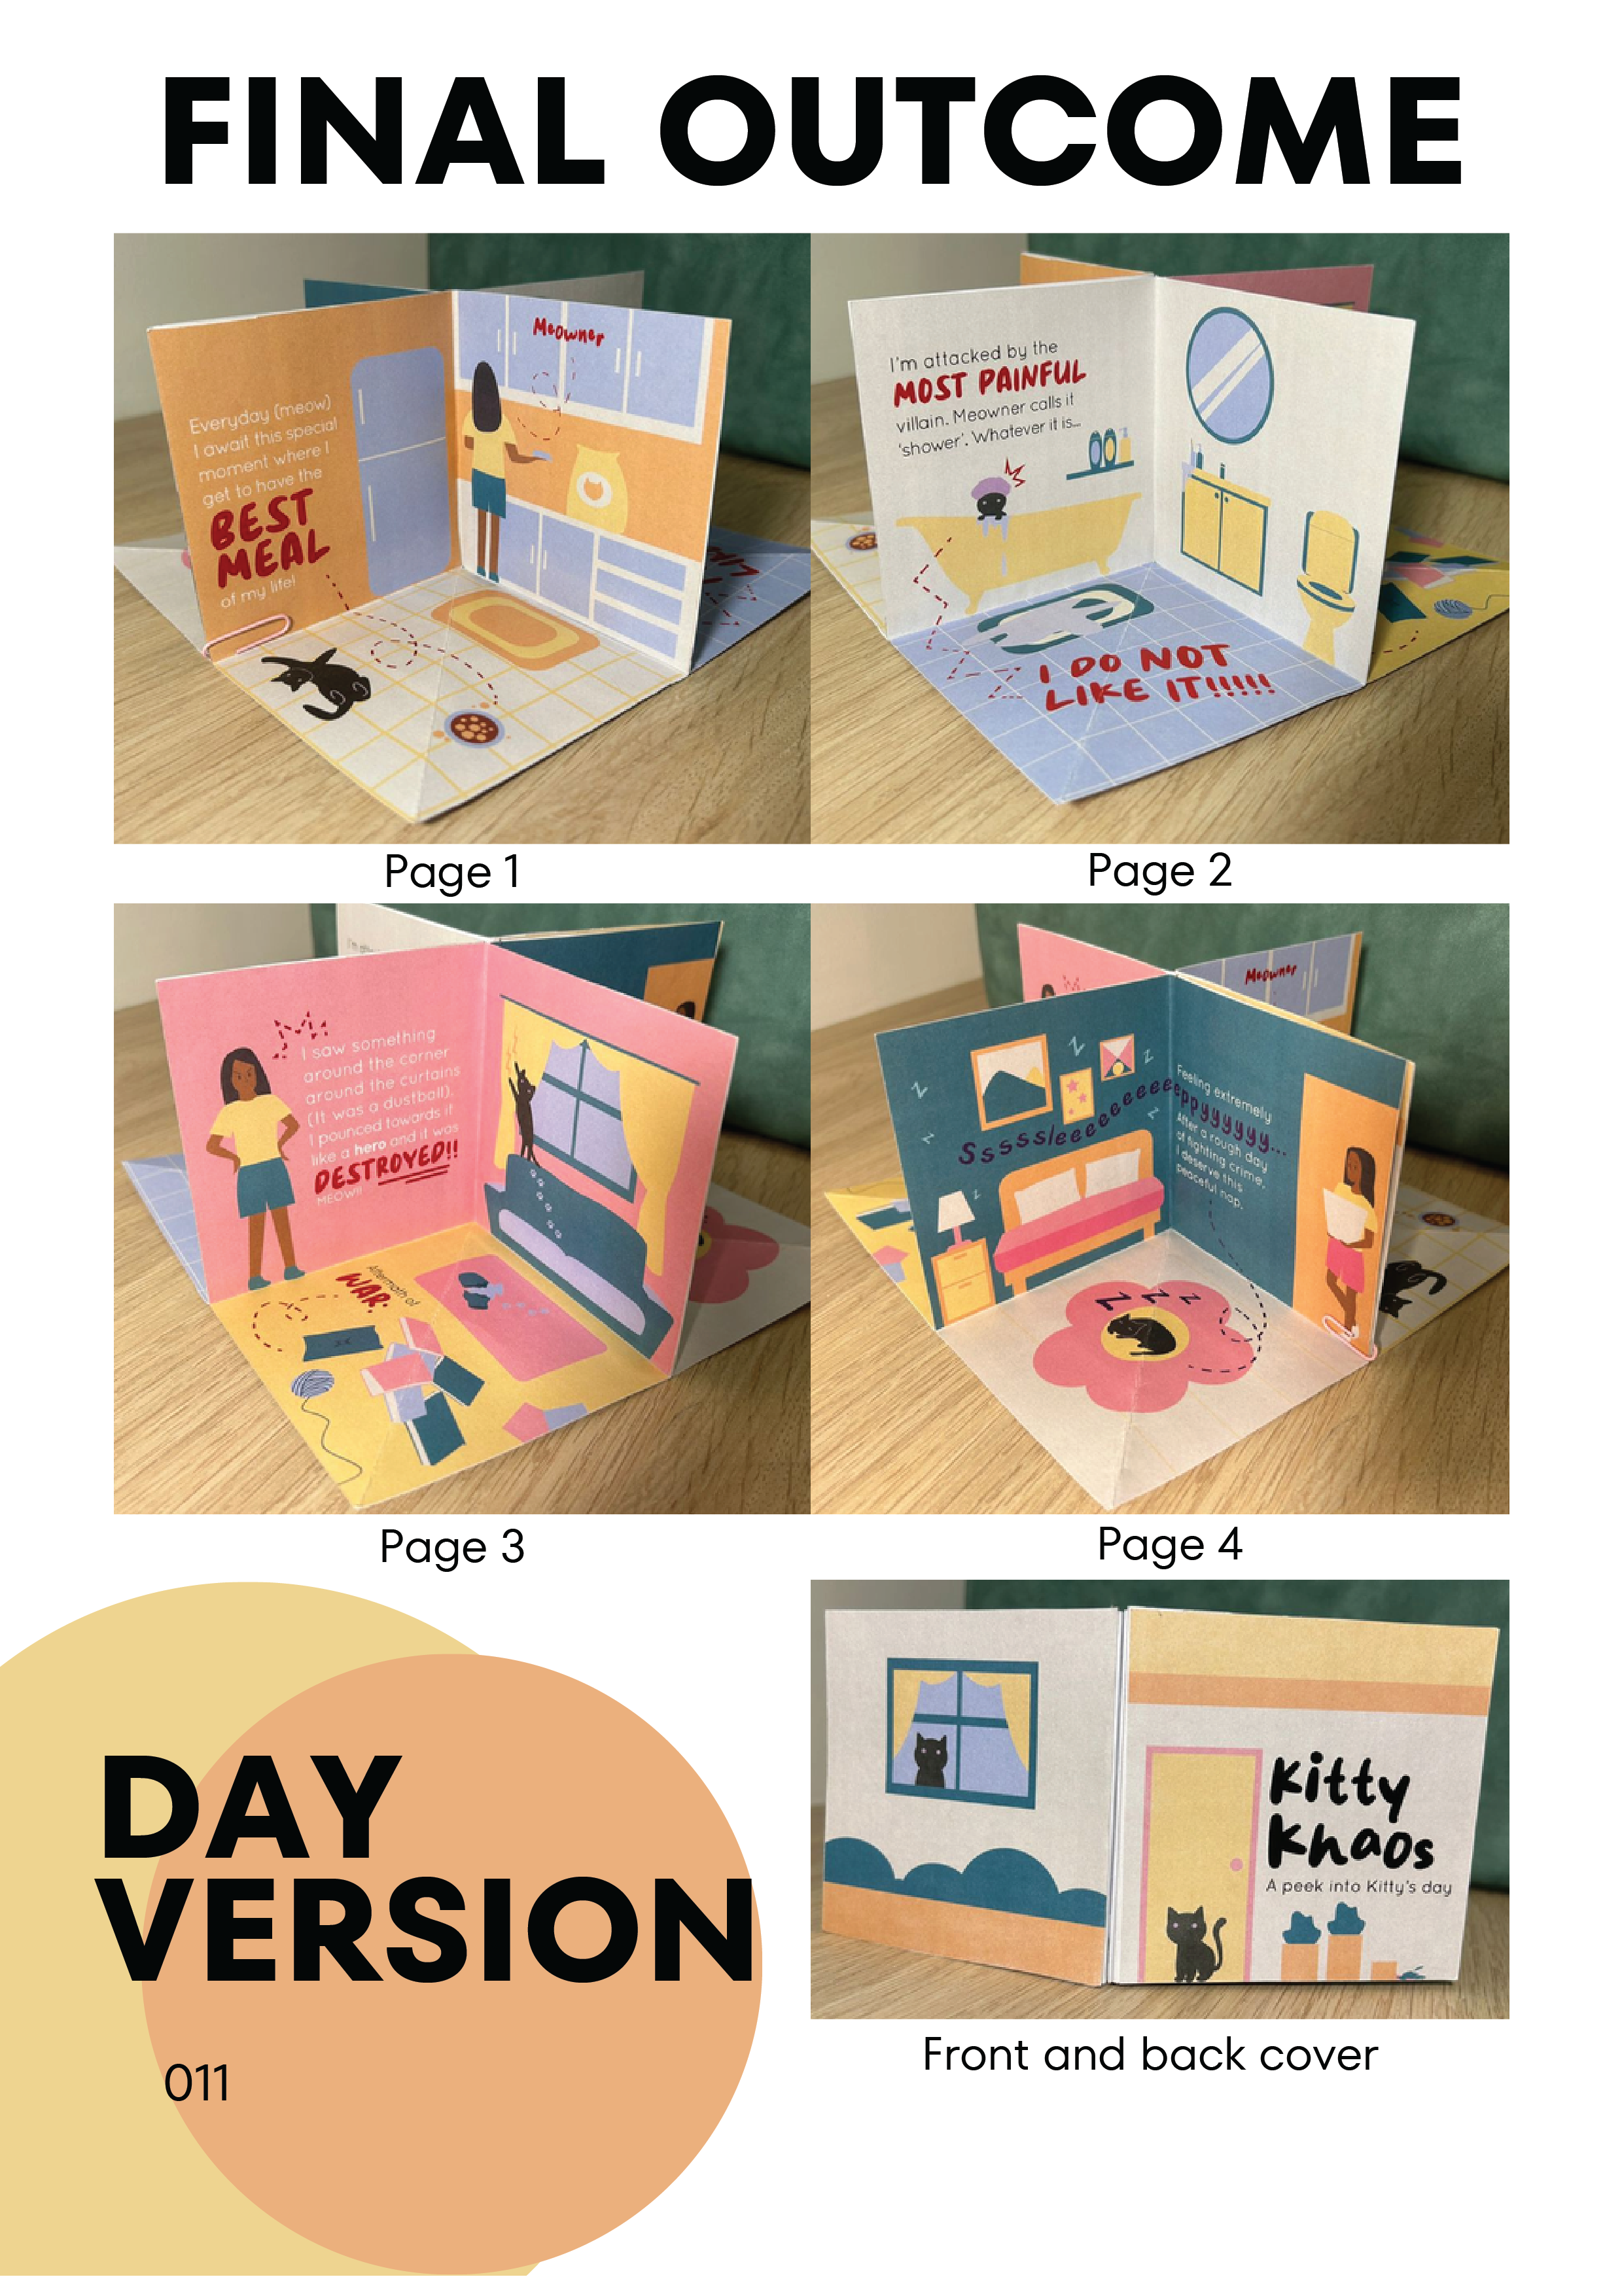 FINAL OUTCOME
Everyday (meow)
I await this special
moment where I
get to have the
BEST
MEAL
of my life!
Meowner
I'm attacked by the
MOST PAINFUL
villain. Meowner calls it
'shower'. Whatever it is...
I DO NOT
LIKE IT!!!!!
Page 1
Page 2
I saw something
around the corner
around the curtains
(It was a dustball).
I pounced towards it
like a hero and it was
DESTROYED!!
MEOW!!
Aftermath of
WAR:
Meowner
z
z
z
z
z
z
Ssssssleeeeeeeeeeeeeppyyyyyyy...
Feeling extremely
After a rough day
of fighting crime,
I deserve this
peaceful nap.
Z z z
Page 3
Page 4
DAY
VERSION
011
Kitty
Khaos
A peek into Kitty's day
Front and back cover